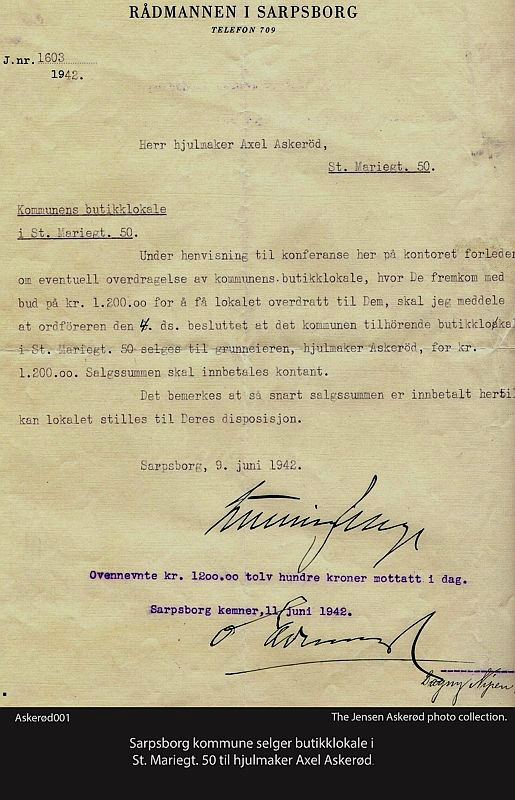 RÅDMANNEN I SARPSBORG
TELEFON 709
J.nr. 1603
1942.
Herr hjulmaker Axel Askeröd,
St. Mariegt. 50.
Kommunens butikklokale
i St. Mariegt. 50.
Under henvisning til konferanse her på kontoret forleden
om eventuell overdragelse av kommunens butikklokale, hvor De fremkom med
bud på kr. 1.200.oo for å få lokalet overdratt til Dem, skal jeg meddele
at ordföreren den 4. ds. besluttet at det kommunen tilhörende butikklokale
i St. Mariegt. 50 selges til grunneieren, hjulmaker Askeröd, for kr.
1.200.oo. Salgssummen skal innbetales kontant.
Det bemerkes at så snart salgssummen er innbetalt hertil
kan lokalet stilles til Deres disposisjon.
Sarpsborg, 9. juni 1942.
Ovennevnte kr. 12oo.oo tolv hundre kroner mottatt i dag.
Sarpsborg kemner, 11 juni 1942.
Dagny Nipen
Askerød001
The Jensen Askerød photo collection.
Sarpsborg kommune selger butikklokale i
St. Mariegt. 50 til hjulmaker Axel Askerød.